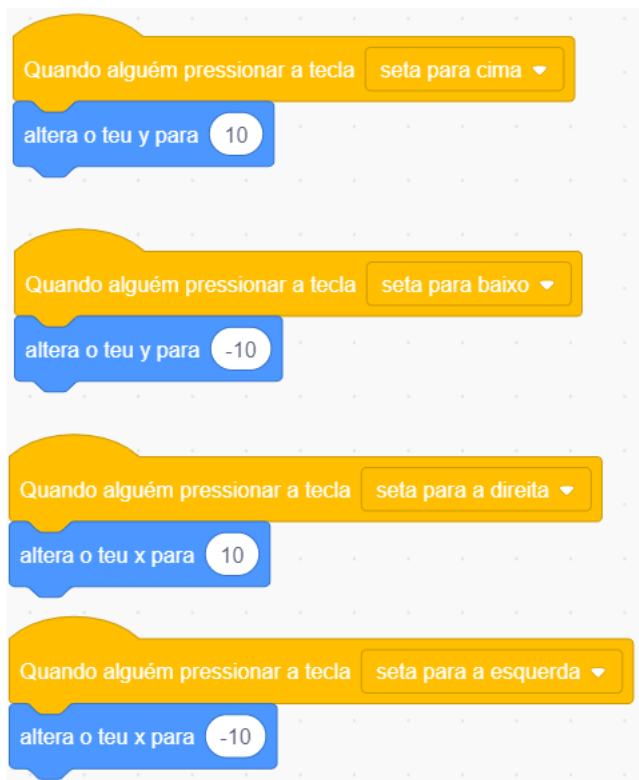 Quando alguém pressionar a tecla seta para cima
altera o teu y para 10
Quando alguém pressionar a tecla seta para baixo
altera o teu y para -10
Quando alguém pressionar a tecla seta para a direita
altera o teu x para 10
Quando alguém pressionar a tecla seta para a esquerda
altera o teu x para -10